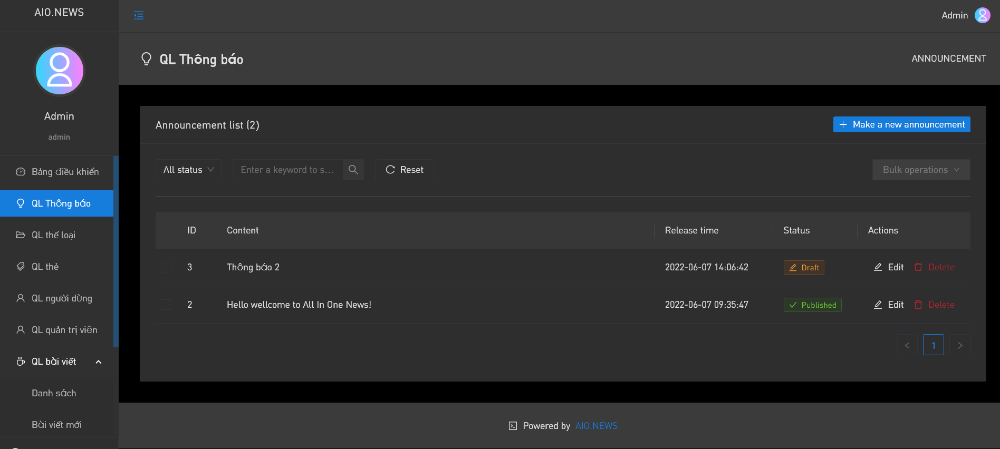 AIO.NEWS
Admin
admin
Bảng điều khiển
QL Thông báo
QL thể loại
QL thẻ
QL người dùng
QL quản trị viên
QL bài viết
Danh sách
Bài viết mới
Admin
QL Thông báo
ANNOUNCEMENT
Announcement list (2)
Make a new announcement
All status
Enter a keyword to s...
Reset
Bulk operations
ID Content Release time Status Actions
3 Thông báo 2 2022-06-07 14:06:42 Draft Edit Delete
2 Hello wellcome to All In One News! 2022-06-07 09:35:47 Published Edit Delete
< 1 >
Powered by AIO.NEWS